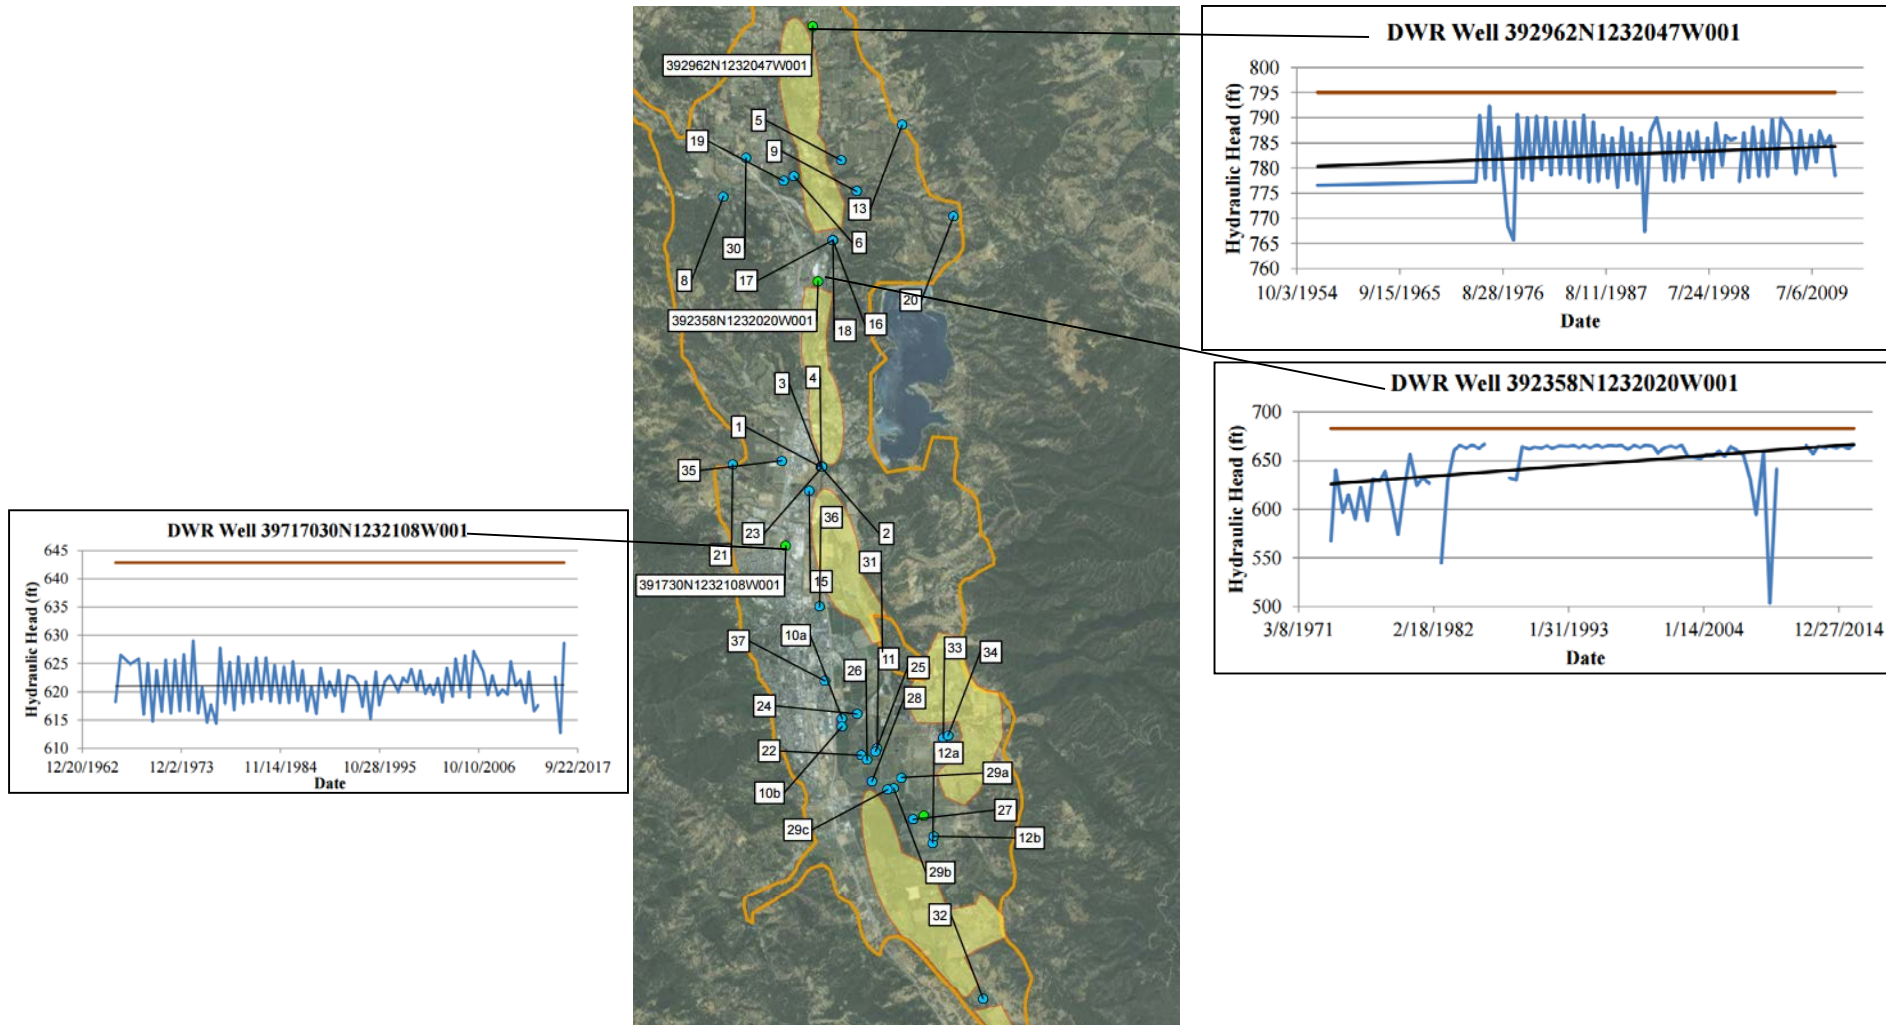 DWR Well 39717030N1232108W001
Hydraulic Head (ft)
645
640
635
630
625
620
615
610
12/20/1962 12/2/1973 11/14/1984 10/28/1995 10/10/2006 9/22/2017
Date
392962N1232047W001
5
19
9
13
30
6
8
17
20
392358N1232020W001
18
16
3
4
1
35
23
36
2
21
31
391730N1232108W001
15
10a
37
26
11
25
33
34
24
28
22
12a
10b
29a
27
29c
12b
29b
32
DWR Well 392962N1232047W001
Hydraulic Head (ft)
800
795
790
785
780
775
770
765
760
10/3/1954 9/15/1965 8/28/1976 8/11/1987 7/24/1998 7/6/2009
Date
DWR Well 392358N1232020W001
Hydraulic Head (ft)
700
650
600
550
500
3/8/1971 2/18/1982 1/31/1993 1/14/2004 12/27/2014
Date